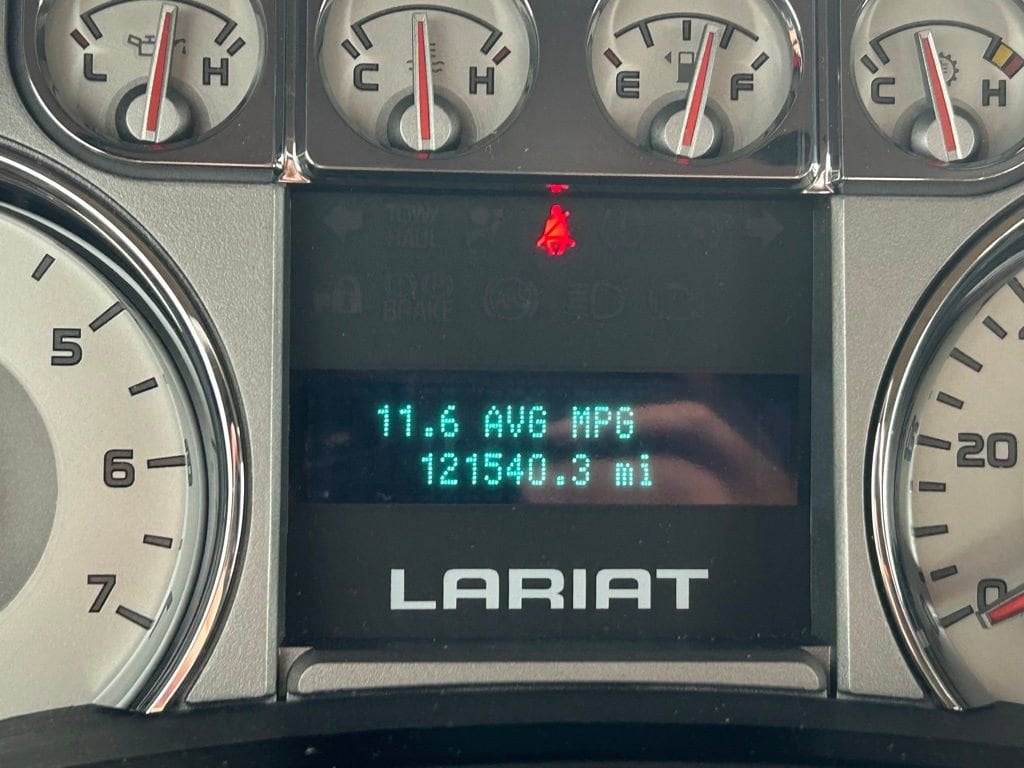 L H
C H
E F
C H
TOW/
HAUL
BRAKE
5
6
7
11.6 AVG MPG
121540.3 mi
LARIAT
20
0